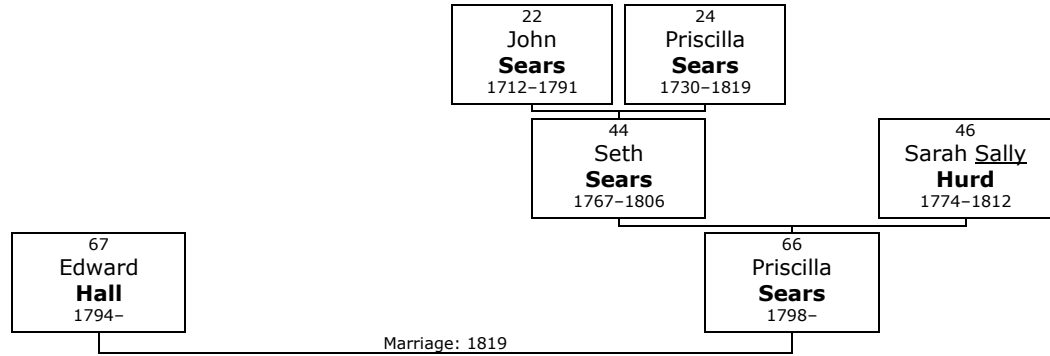 22
John
Sears
1712–1791
24
Priscilla
Sears
1730–1819
44
Seth
Sears
1767–1806
46
Sarah Sally
Hurd
1774–1812
67
Edward
Hall
1794–
66
Priscilla
Sears
1798–
Marriage: 1819